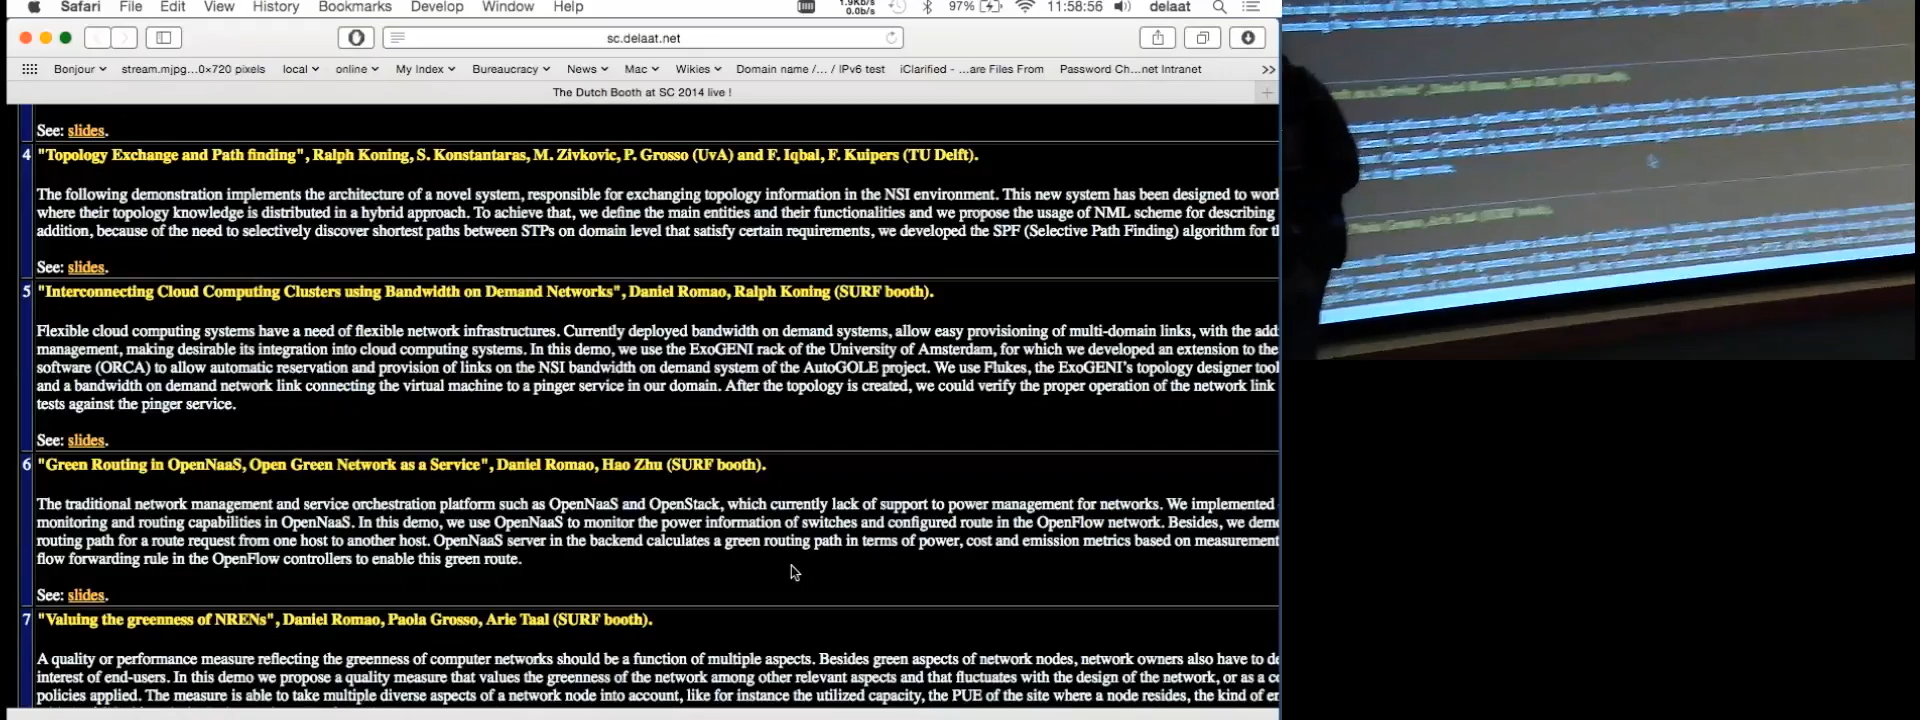 Safari File Edit View History Bookmarks Develop Window Help 1.9Kb/s 0.0b/s 97% 11:58:56 delaat
sc.delaat.net
Bonjour stream.mjpg...0×720 pixels local online My Index Bureaucracy News Mac Wikies Domain name /... / IPv6 test iClarified - ...are Files From Password Ch...net Intranet >>
The Dutch Booth at SC 2014 live !
See: slides.
4 "Topology Exchange and Path finding", Ralph Koning, S. Konstantaras, M. Zivkovic, P. Grosso (UvA) and F. Iqbal, F. Kuipers (TU Delft).
The following demonstration implements the architecture of a novel system, responsible for exchanging topology information in the NSI environment. This new system has been designed to work
where their topology knowledge is distributed in a hybrid approach. To achieve that, we define the main entities and their functionalities and we propose the usage of NML scheme for describing
addition, because of the need to selectively discover shortest paths between STPs on domain level that satisfy certain requirements, we developed the SPF (Selective Path Finding) algorithm for
See: slides.
5 "Interconnecting Cloud Computing Clusters using Bandwidth on Demand Networks", Daniel Romao, Ralph Koning (SURF booth).
Flexible cloud computing systems have a need of flexible network infrastructures. Currently deployed bandwidth on demand systems, allow easy provisioning of multi-domain links, with the add
management, making desirable its integration into cloud computing systems. In this demo, we use the ExoGENI rack of the University of Amsterdam, for which we developed an extension to the
software (ORCA) to allow automatic reservation and provision of links on the NSI bandwidth on demand system of the AutoGOLE project. We use Flukes, the ExoGENI's topology designer tool
and a bandwidth on demand network link connecting the virtual machine to a pinger service in our domain. After the topology is created, we could verify the proper operation of the network link
tests against the pinger service.
See: slides.
6 "Green Routing in OpenNaaS, Open Green Network as a Service", Daniel Romao, Hao Zhu (SURF booth).
The traditional network management and service orchestration platform such as OpenNaaS and OpenStack, which currently lack of support to power management for networks. We implemented
monitoring and routing capabilities in OpenNaaS. In this demo, we use OpenNaaS to monitor the power information of switches and configured route in the OpenFlow network. Besides, we dem
routing path for a route request from one host to another host. OpenNaaS server in the backend calculates a green routing path in terms of power, cost and emission metrics based on measurement
flow forwarding rule in the OpenFlow controllers to enable this green route.
See: slides.
7 "Valuing the greenness of NRENs", Daniel Romao, Paola Grosso, Arie Taal (SURF booth).
A quality or performance measure reflecting the greenness of computer networks should be a function of multiple aspects. Besides green aspects of network nodes, network owners also have to de
interest of end-users. In this demo we propose a quality measure that values the greenness of the network among other relevant aspects and that fluctuates with the design of the network, or as a
policies applied. The measure is able to take multiple diverse aspects of a network node into account, like for instance the utilized capacity, the PUE of the site where a node resides, the kind of